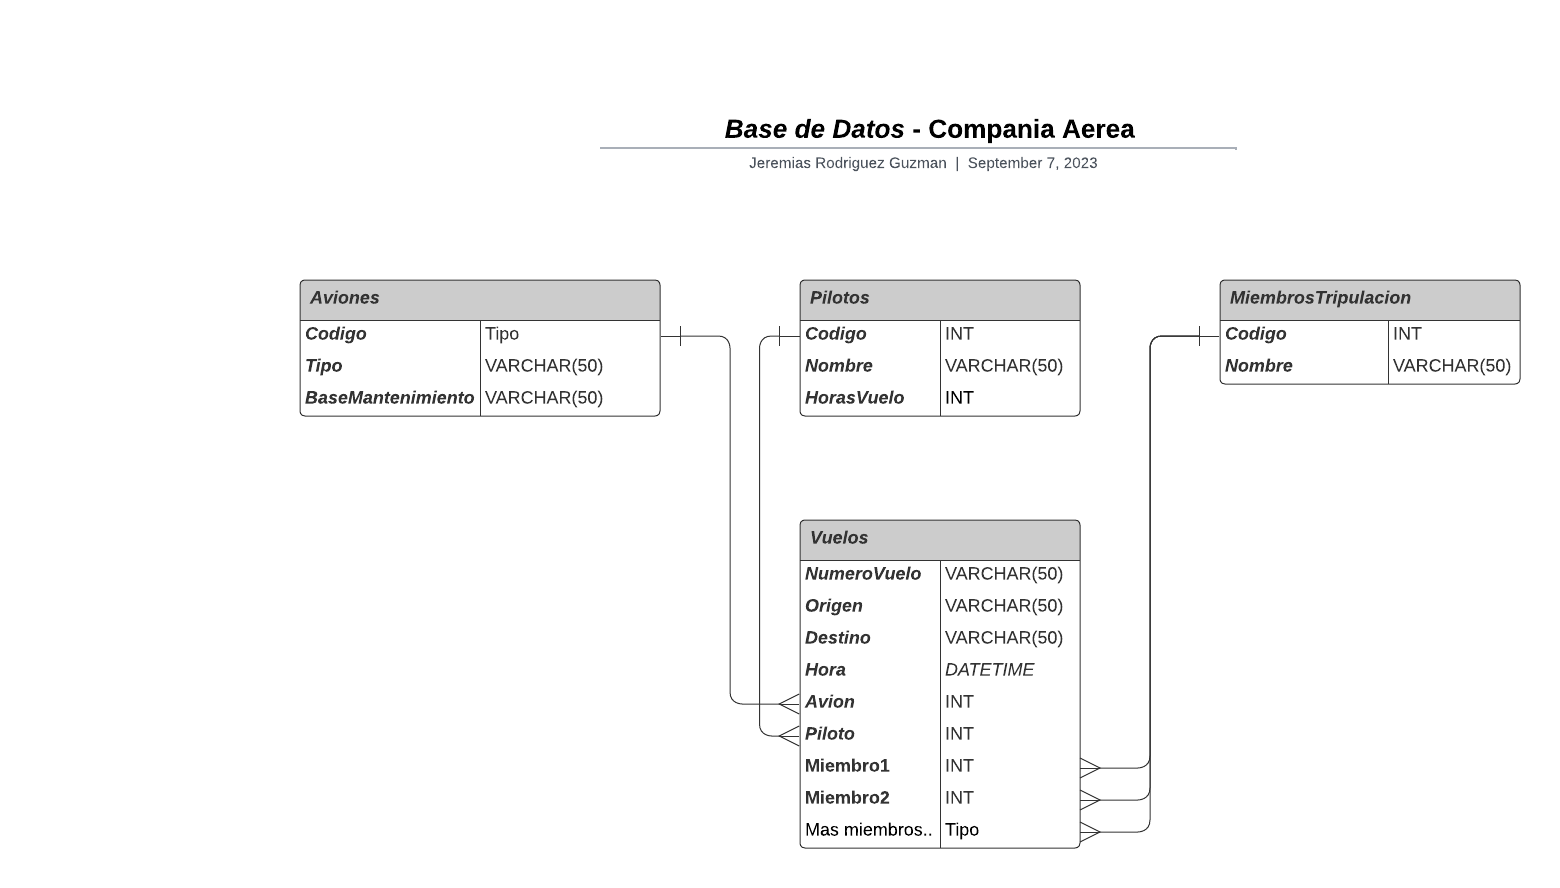 Base de Datos - Compania Aerea
Jeremias Rodriguez Guzman | September 7, 2023
Aviones
Codigo Tipo
Tipo VARCHAR(50)
BaseMantenimiento VARCHAR(50)
Pilotos
Codigo INT
Nombre VARCHAR(50)
HorasVuelo INT
MiembrosTripulacion
Codigo INT
Nombre VARCHAR(50)
Vuelos
NumeroVuelo VARCHAR(50)
Origen VARCHAR(50)
Destino VARCHAR(50)
Hora DATETIME
Avion INT
Piloto INT
Miembro1 INT
Miembro2 INT
Mas miembros.. Tipo